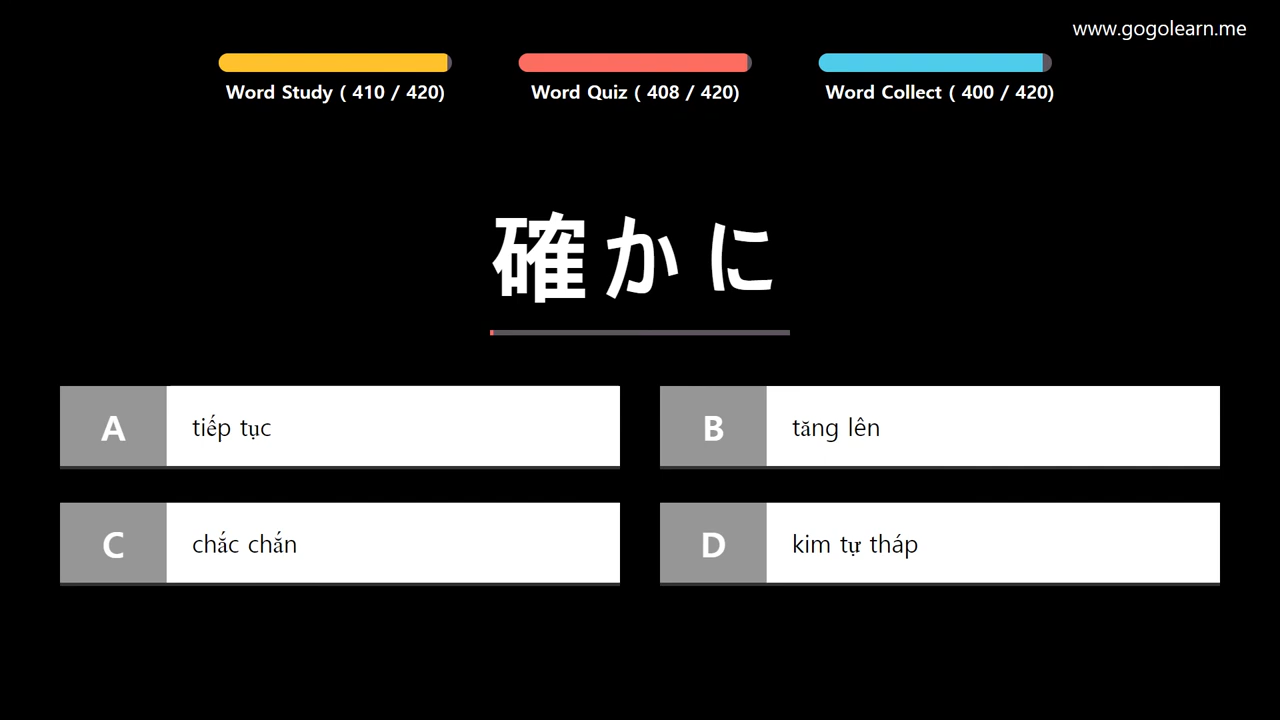 www.gogolearn.me
Word Study ( 410 / 420)
Word Quiz ( 408 / 420)
Word Collect ( 400 / 420)
確かに
A tiếp tục
B tăng lên
C chắc chắn
D kim tự tháp